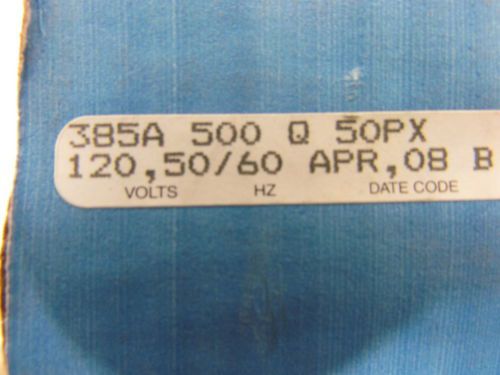 385A 500 Q 50PX
120,50/60 APR,08 B
VOLTS HZ DATE CODE